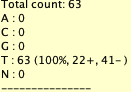 Total count: 63
A : 0
C : 0
G : 0
T : 63 (100%, 22+, 41- )
N : 0
---------------